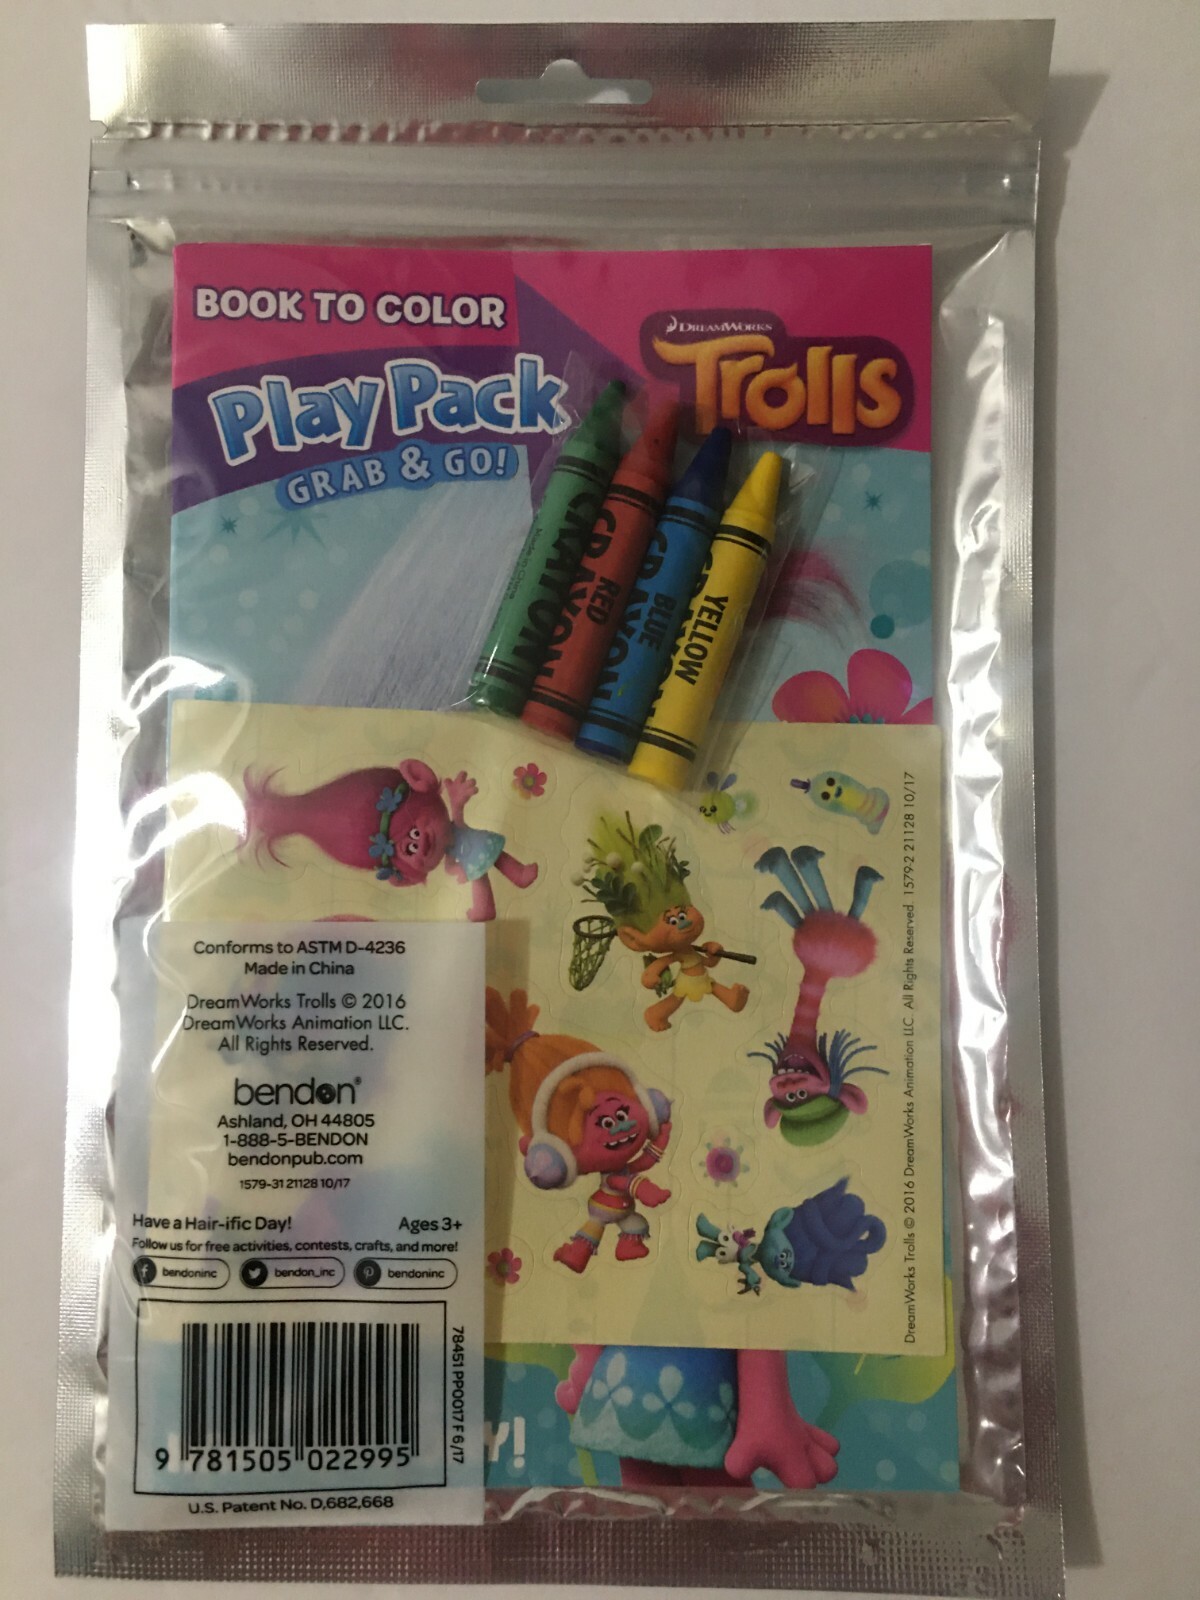 BOOK TO COLOR
Play Pack
GRAB & GO!
DREAMWORKS
Trolls
CRAYON
RED
CRAYON
BLUE
CRAYON
YELLOW
Conforms to ASTM D-4236
Made in China
DreamWorks Trolls © 2016
DreamWorks Animation LLC.
All Rights Reserved.
bendon®
Ashland, OH 44805
1-888-5-BENDON
bendonpub.com
1579-31 21128 10/17
Have a Hair-ific Day!
Ages 3+
Follow us for free activities, contests, crafts, and more!
bendoninc
bendon_inc
bendoninc
9 781505 022995
78451 PP0017 F 6/17
U.S. Patent No. D,682,668
DreamWorks Trolls © 2016 DreamWorks Animation LLC. All Rights Reserved. 1579-2 21128 10/17